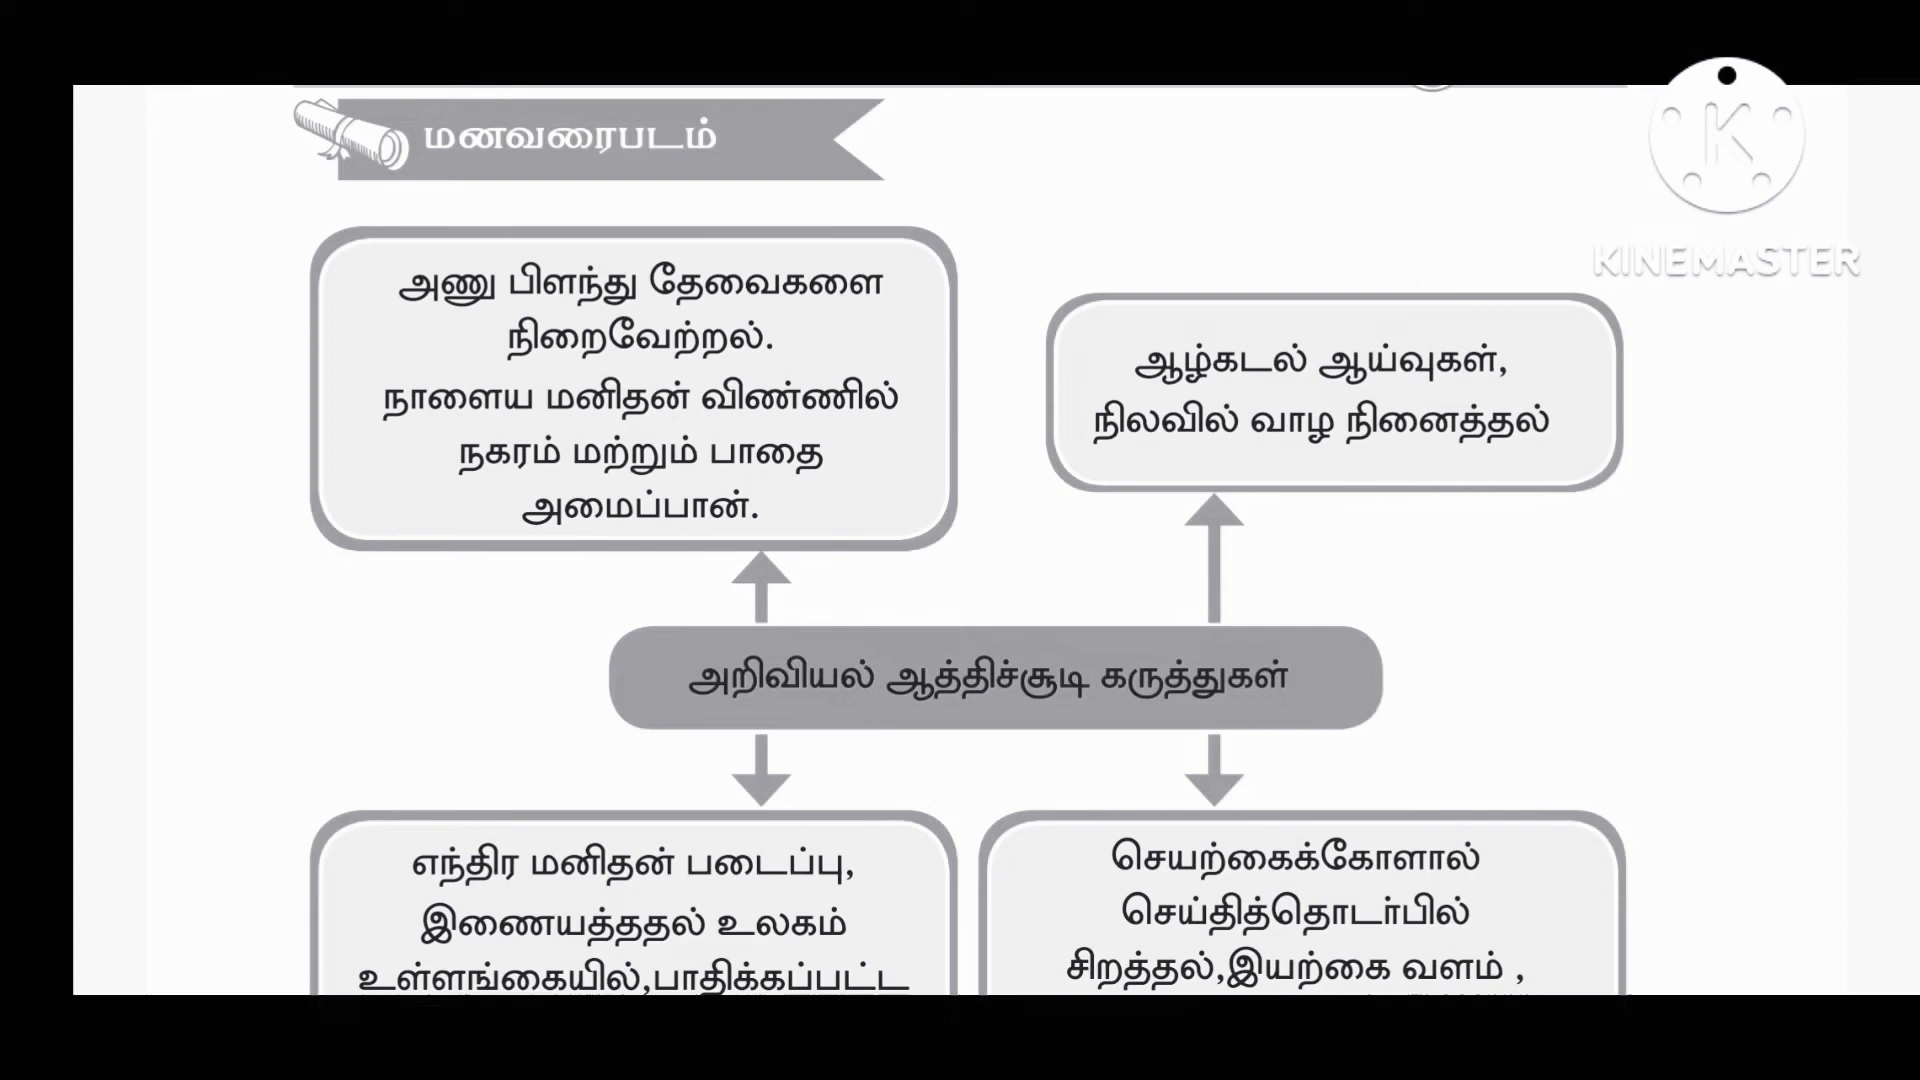 மனவரைபடம்
KINEMASTER
அணு பிளந்து தேவைகளை
நிறைவேற்றல்.
நாளைய மனிதன் விண்ணில்
நகரம் மற்றும் பாதை
அமைப்பான்.
ஆழ்கடல் ஆய்வுகள்,
நிலவில் வாழ நினைத்தல்
அறிவியல் ஆத்திச்சூடி கருத்துகள்
எந்திர மனிதன் படைப்பு,
இணையத்ததல் உலகம்
உள்ளங்கையில்,பாதிக்கப்பட்ட
செயற்கைக்கோளால்
செய்தித்தொடர்பில்
சிறத்தல்,இயற்கை வளம் ,